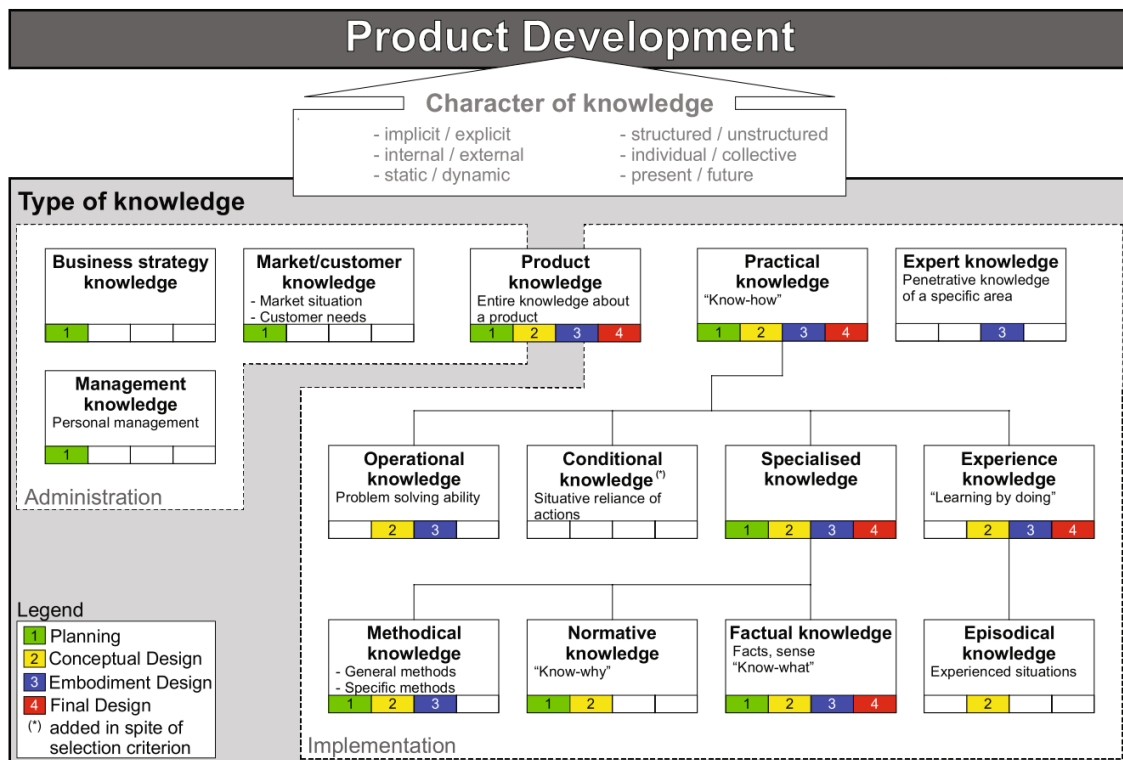 Product Development
Character of knowledge
- implicit / explicit
- internal / external
- static / dynamic
- structured / unstructured
- individual / collective
- present / future
Type of knowledge
Business strategy
knowledge
1
Market/customer
knowledge
- Market situation
- Customer needs
1
Product
knowledge
Entire knowledge about
a product
1 2 3 4
Practical
knowledge
“Know-how”
1 2 3 4
Expert knowledge
Penetrative knowledge
of a specific area
3
Management
knowledge
Personal management
1
Administration
Operational
knowledge
Problem solving ability
2 3
Conditional
knowledge(*)
Situative reliance of
actions
Specialised
knowledge
1 2 3 4
Experience
knowledge
“Learning by doing”
2 3 4
Methodical
knowledge
- General methods
- Specific methods
1 2 3
Normative
knowledge
“Know-why”
1 2
Factual knowledge
Facts, sense
“Know-what”
1 2 3 4
Episodical
knowledge
Experienced situations
2
Implementation
Legend
1 Planning
2 Conceptual Design
3 Embodiment Design
4 Final Design
(*) added in spite of
selection criterion